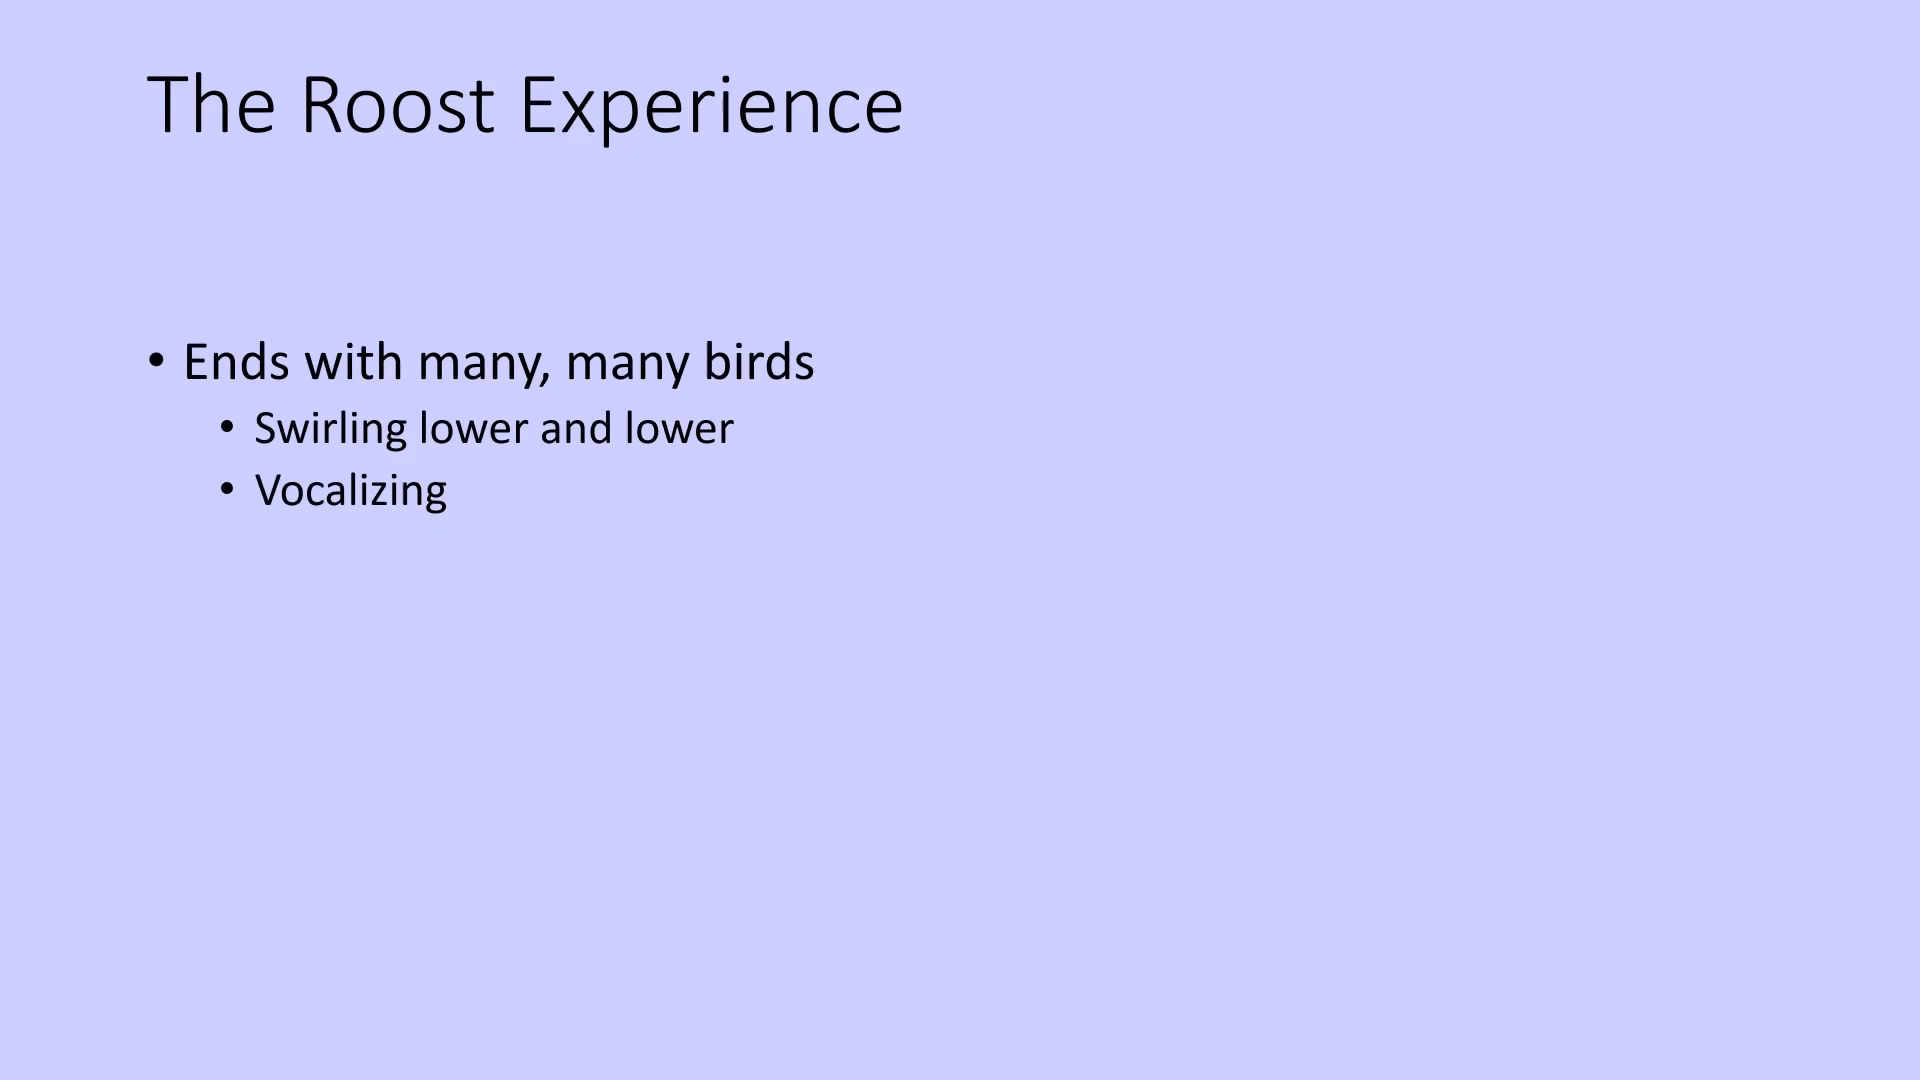 The Roost Experience
• Ends with many, many birds
• Swirling lower and lower
• Vocalizing